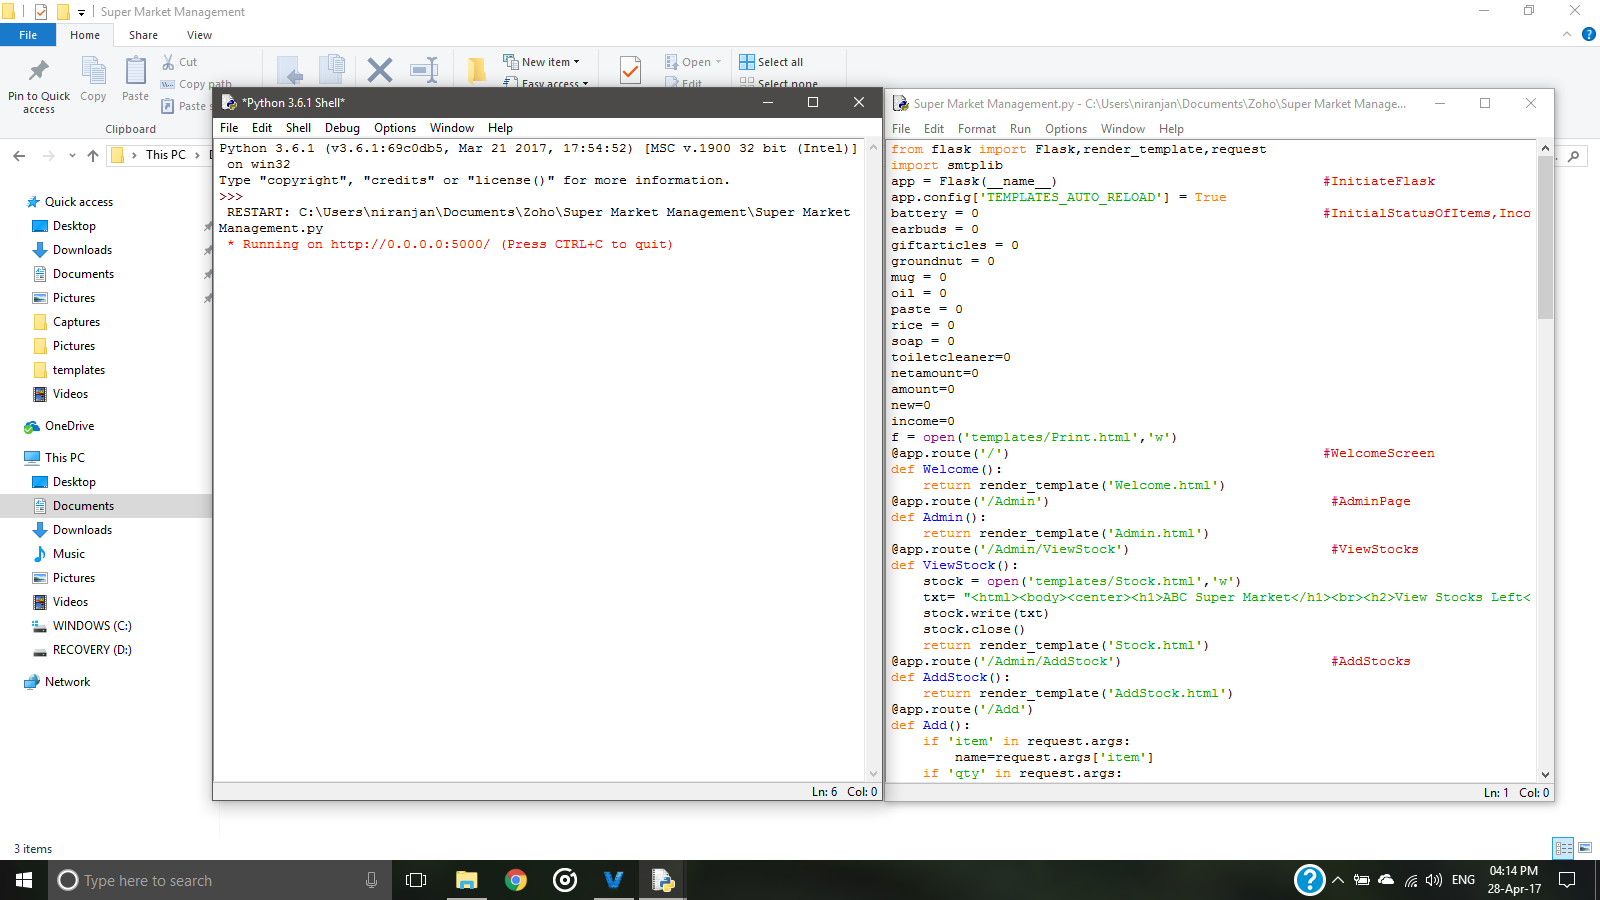 Super Market Management
File
Home
Share
View
Pin to Quick access
Copy
Paste
Cut
Copy path
Paste
New item
Easy access
Open
Edit
Select all
Select none
Clipboard
This PC
Quick access
Desktop
Downloads
Documents
Pictures
Captures
Pictures
templates
Videos
OneDrive
This PC
Desktop
Documents
Downloads
Music
Pictures
Videos
WINDOWS (C:)
RECOVERY (D:)
Network
3 items
*Python 3.6.1 Shell*
File Edit Shell Debug Options Window Help
Python 3.6.1 (v3.6.1:69c0db5, Mar 21 2017, 17:54:52) [MSC v.1900 32 bit (Intel)]
on win32
Type "copyright", "credits" or "license()" for more information.
>>>
RESTART: C:\Users\niranjan\Documents\Zoho\Super Market Management\Super Market
Management.py
* Running on http://0.0.0.0:5000/ (Press CTRL+C to quit)
Ln: 6 Col: 0
Super Market Management.py - C:\Users\niranjan\Documents\Zoho\Super Market Manage...
File Edit Format Run Options Window Help
from flask import Flask,render_template,request
import smtplib
app = Flask(__name__) #InitiateFlask
app.config['TEMPLATES_AUTO_RELOAD'] = True
battery = 0 #InitialStatusOfItems,Inco
earbuds = 0
giftarticles = 0
groundnut = 0
mug = 0
oil = 0
paste = 0
rice = 0
soap = 0
toiletcleaner=0
netamount=0
amount=0
new=0
income=0
f = open('templates/Print.html','w')
@app.route('/') #WelcomeScreen
def Welcome():
return render_template('Welcome.html')
@app.route('/Admin') #AdminPage
def Admin():
return render_template('Admin.html')
@app.route('/Admin/ViewStock') #ViewStocks
def ViewStock():
stock = open('templates/Stock.html','w')
txt= "<html><body><center><h1>ABC Super Market</h1><br><h2>View Stocks Left<
stock.write(txt)
stock.close()
return render_template('Stock.html')
@app.route('/Admin/AddStock') #AddStocks
def AddStock():
return render_template('AddStock.html')
@app.route('/Add')
def Add():
if 'item' in request.args:
name=request.args['item']
if 'qty' in request.args:
Ln: 1 Col: 0
Type here to search
ENG
04:14 PM
28-Apr-17